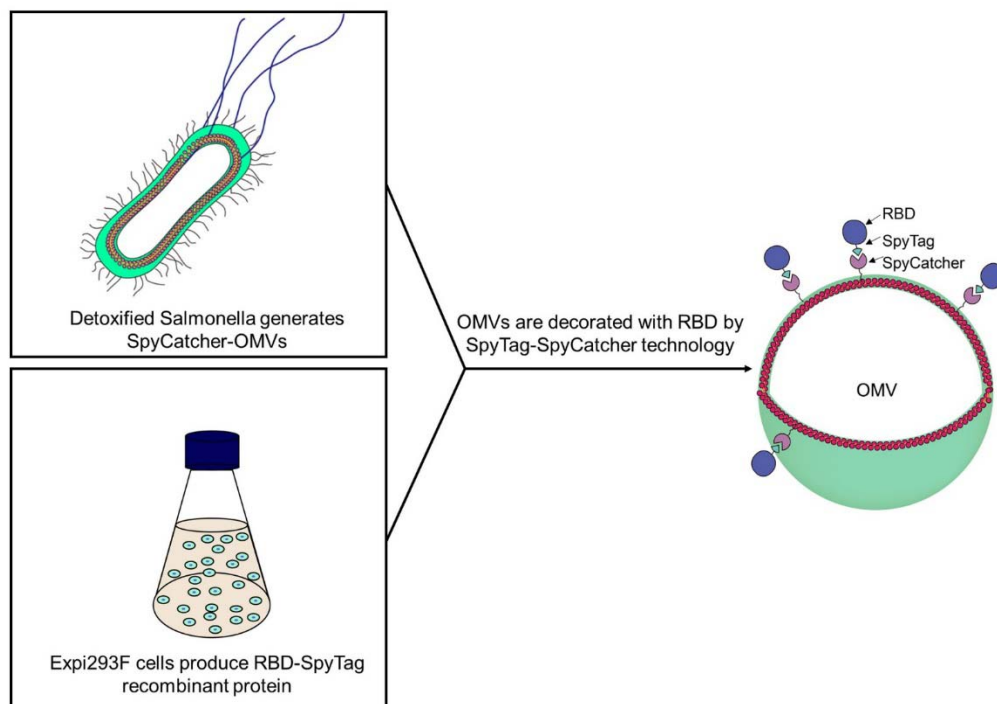 Detoxified Salmonella generates
SpyCatcher-OMVs
Expi293F cells produce RBD-SpyTag
recombinant protein
OMVs are decorated with RBD by
SpyTag-SpyCatcher technology
RBD
SpyTag
SpyCatcher
OMV